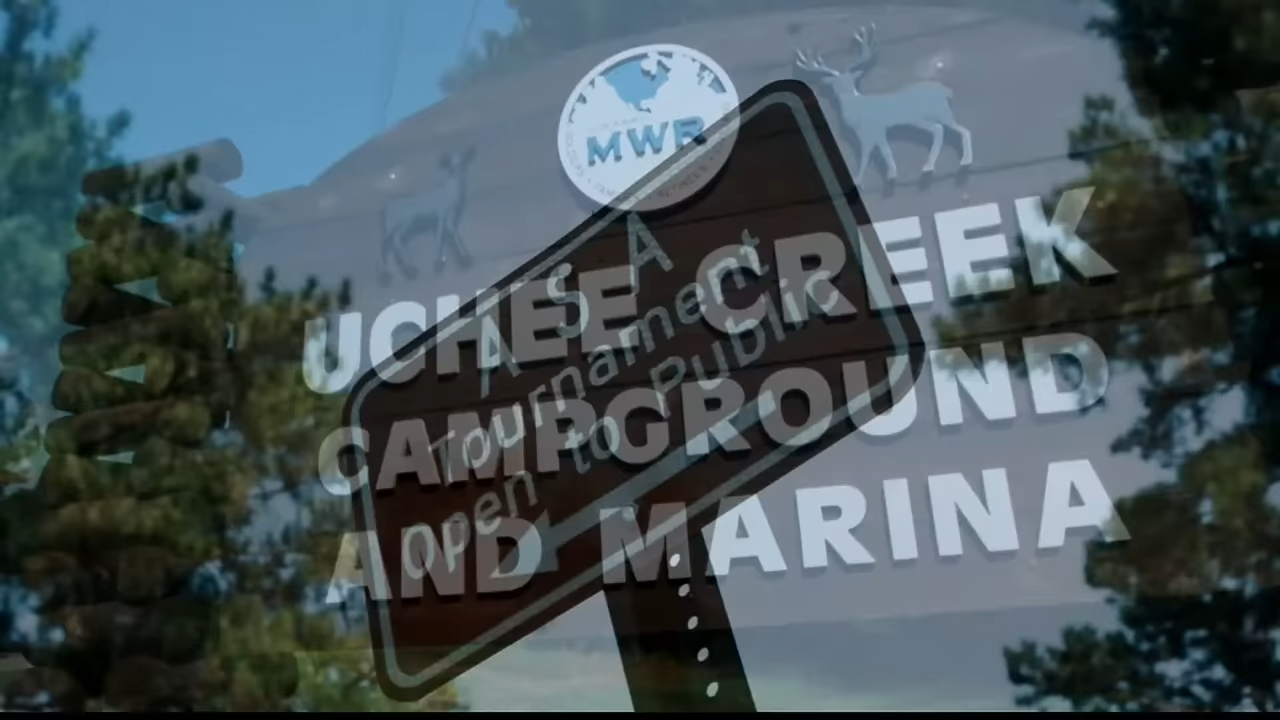 MWR
UCHEE CREEK
CAMPGROUND
AND MARINA
A S A
Tournament
Open to Public